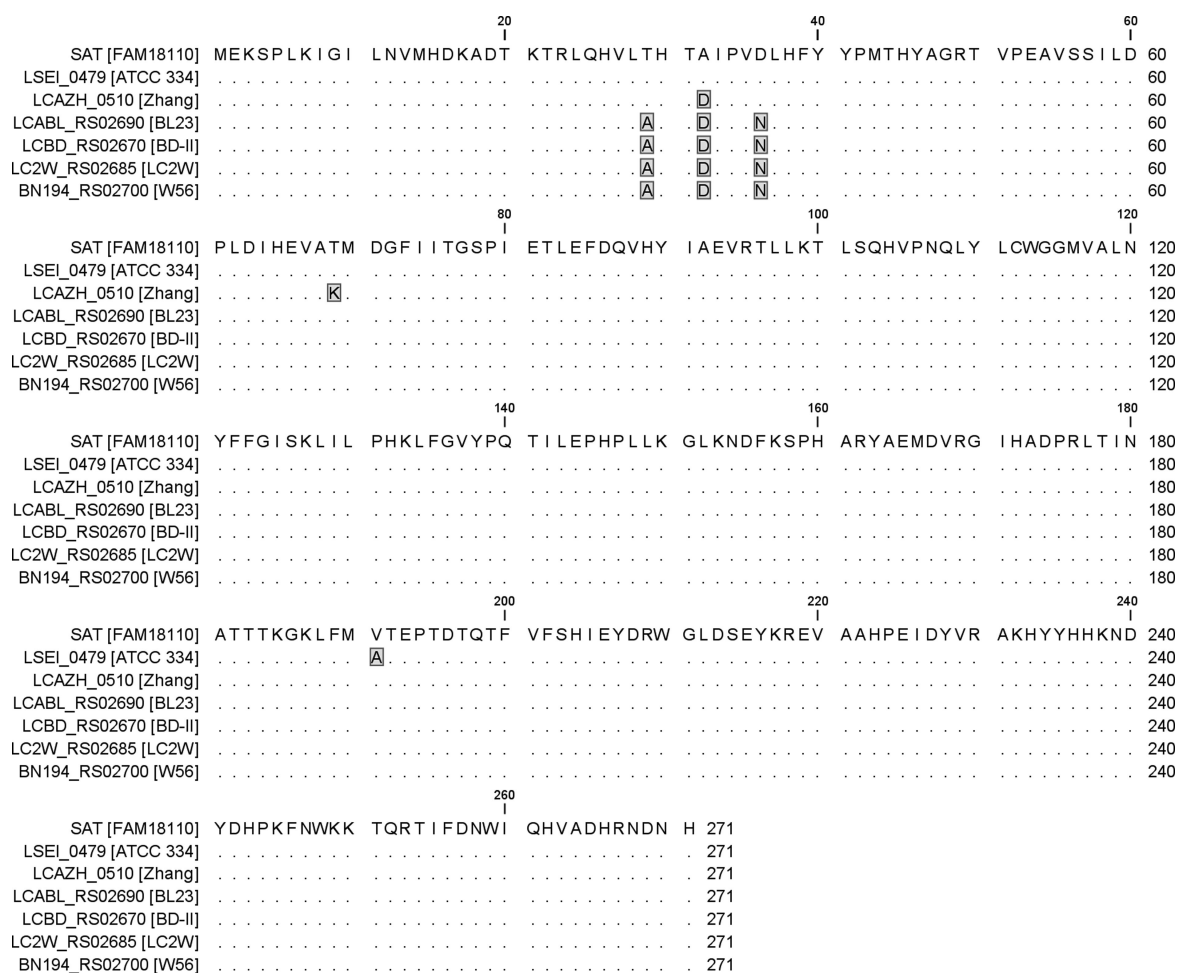 20 40 60
SAT [FAM18110] MEKSPLKIGI LNVMHDKADT KTRLQHVLTH TAIPVDLHFY YPMTHYAGRT VPEAVSSILD 60
LSEI_0479 [ATCC 334] .......... .......... .......... .......... .......... .......... 60
LCAZH_0510 [Zhang] .......... .......... .......... .D........ .......... .......... 60
LCABL_RS02690 [BL23] .......... .......... ........A. .D...N.... .......... .......... 60
LCBD_RS02670 [BD-II] .......... .......... ........A. .D...N.... .......... .......... 60
LC2W_RS02685 [LC2W] .......... .......... ........A. .D...N.... .......... .......... 60
BN194_RS02700 [W56] .......... .......... ........A. .D...N.... .......... .......... 60
80 100 120
SAT [FAM18110] PLDIHEVATM DGFIITGSPI ETLEFDQVHY IAEVRTLLKT LSQHVPNQLY LCWGGMVALN 120
LSEI_0479 [ATCC 334] .......... .......... .......... .......... .......... .......... 120
LCAZH_0510 [Zhang] ........K. .......... .......... .......... .......... .......... 120
LCABL_RS02690 [BL23] .......... .......... .......... .......... .......... .......... 120
LCBD_RS02670 [BD-II] .......... .......... .......... .......... .......... .......... 120
LC2W_RS02685 [LC2W] .......... .......... .......... .......... .......... .......... 120
BN194_RS02700 [W56] .......... .......... .......... .......... .......... .......... 120
140 160 180
SAT [FAM18110] YFFGISKLIL PHKLFGVYPQ TILEPHPLLK GLKNDFKSPH ARYAEMDVRG IHADPRLTIN 180
LSEI_0479 [ATCC 334] .......... .......... .......... .......... .......... .......... 180
LCAZH_0510 [Zhang] .......... .......... .......... .......... .......... .......... 180
LCABL_RS02690 [BL23] .......... .......... .......... .......... .......... .......... 180
LCBD_RS02670 [BD-II] .......... .......... .......... .......... .......... .......... 180
LC2W_RS02685 [LC2W] .......... .......... .......... .......... .......... .......... 180
BN194_RS02700 [W56] .......... .......... .......... .......... .......... .......... 180
200 220 240
SAT [FAM18110] ATTTKGKLFM VTEPTDTQTF VFSHIEYDRW GLDSEYKREV AAHPEIDYVR AKHYYHHKND 240
LSEI_0479 [ATCC 334] .......... A......... .......... .......... .......... .......... 240
LCAZH_0510 [Zhang] .......... .......... .......... .......... .......... .......... 240
LCABL_RS02690 [BL23] .......... .......... .......... .......... .......... .......... 240
LCBD_RS02670 [BD-II] .......... .......... .......... .......... .......... .......... 240
LC2W_RS02685 [LC2W] .......... .......... .......... .......... .......... .......... 240
BN194_RS02700 [W56] .......... .......... .......... .......... .......... .......... 240
260
SAT [FAM18110] YDHPKFNWKK TQRTIFDNWI QHVADHRNDN H 271
LSEI_0479 [ATCC 334] .......... .......... .......... . 271
LCAZH_0510 [Zhang] .......... .......... .......... . 271
LCABL_RS02690 [BL23] .......... .......... .......... . 271
LCBD_RS02670 [BD-II] .......... .......... .......... . 271
LC2W_RS02685 [LC2W] .......... .......... .......... . 271
BN194_RS02700 [W56] .......... .......... .......... . 271